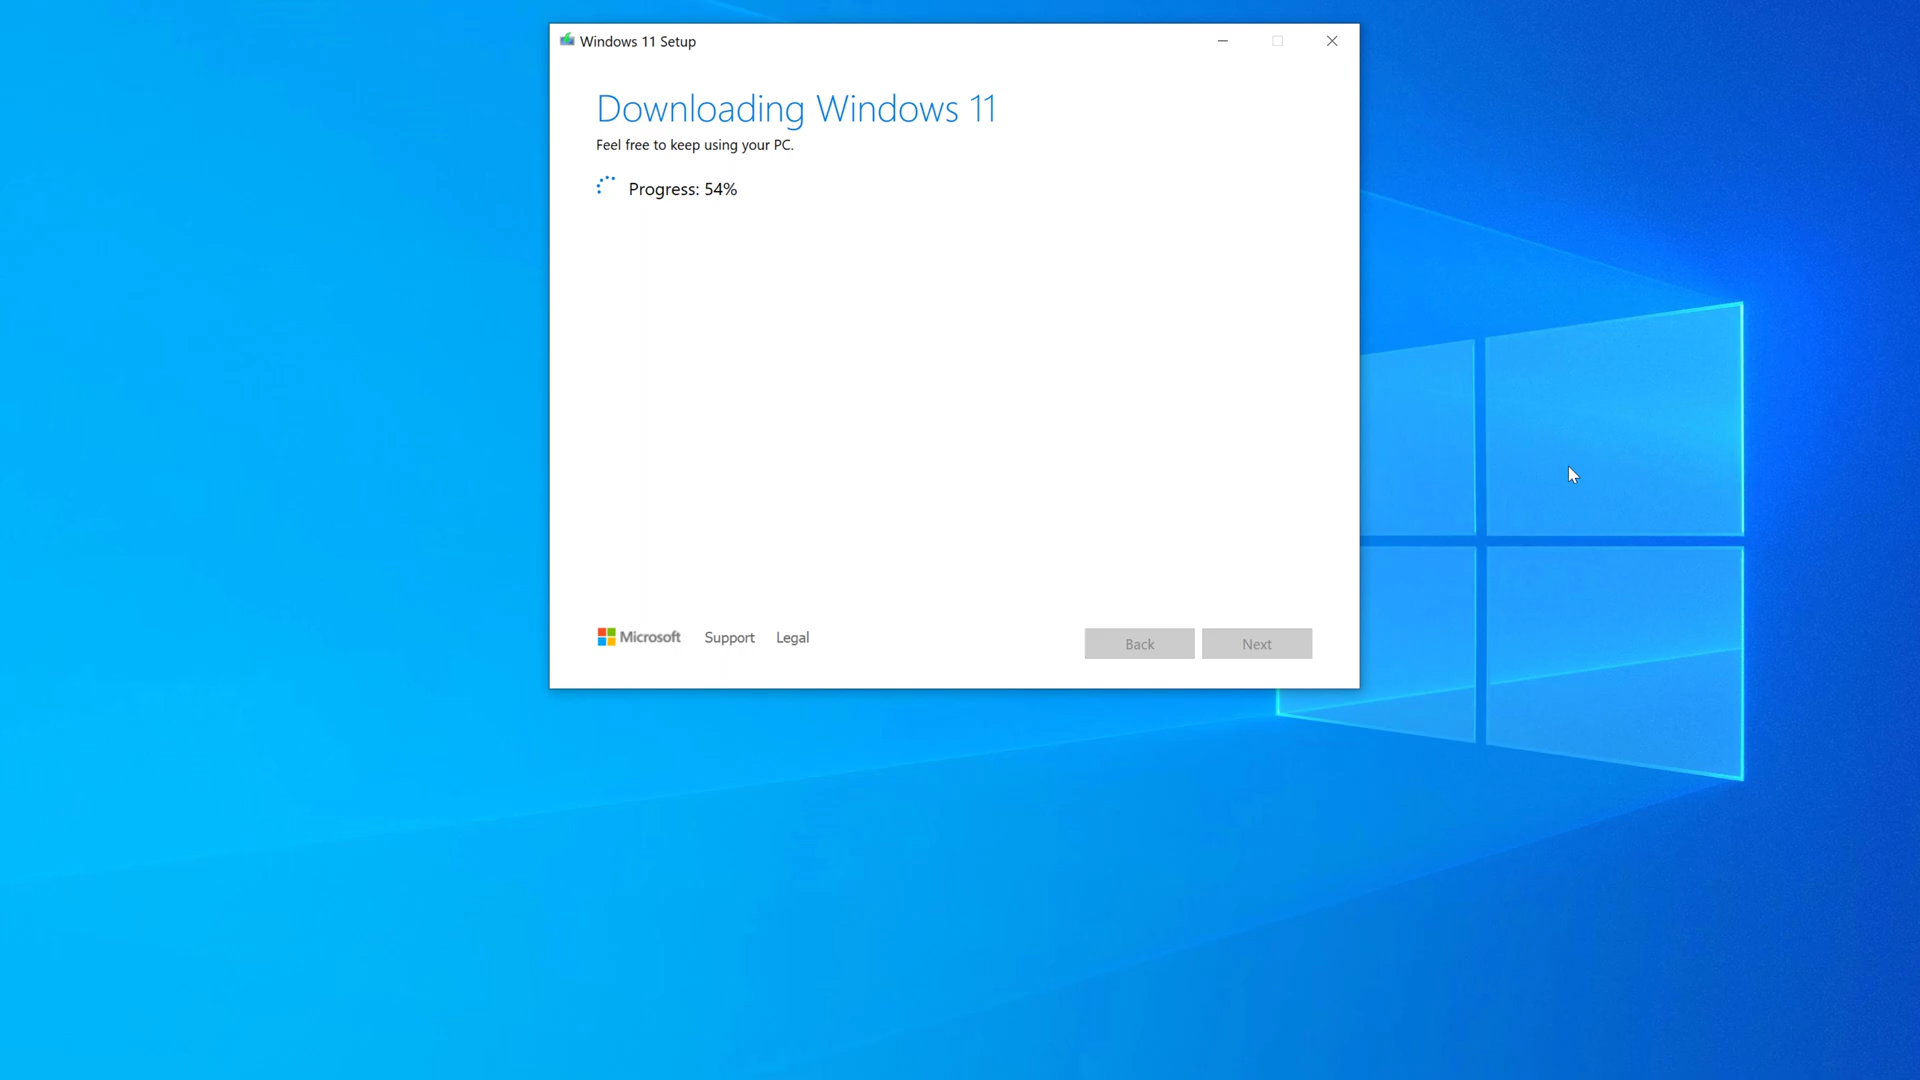 Windows 11 Setup
Downloading Windows 11
Feel free to keep using your PC.
Progress: 54%
Microsoft Support Legal Back Next